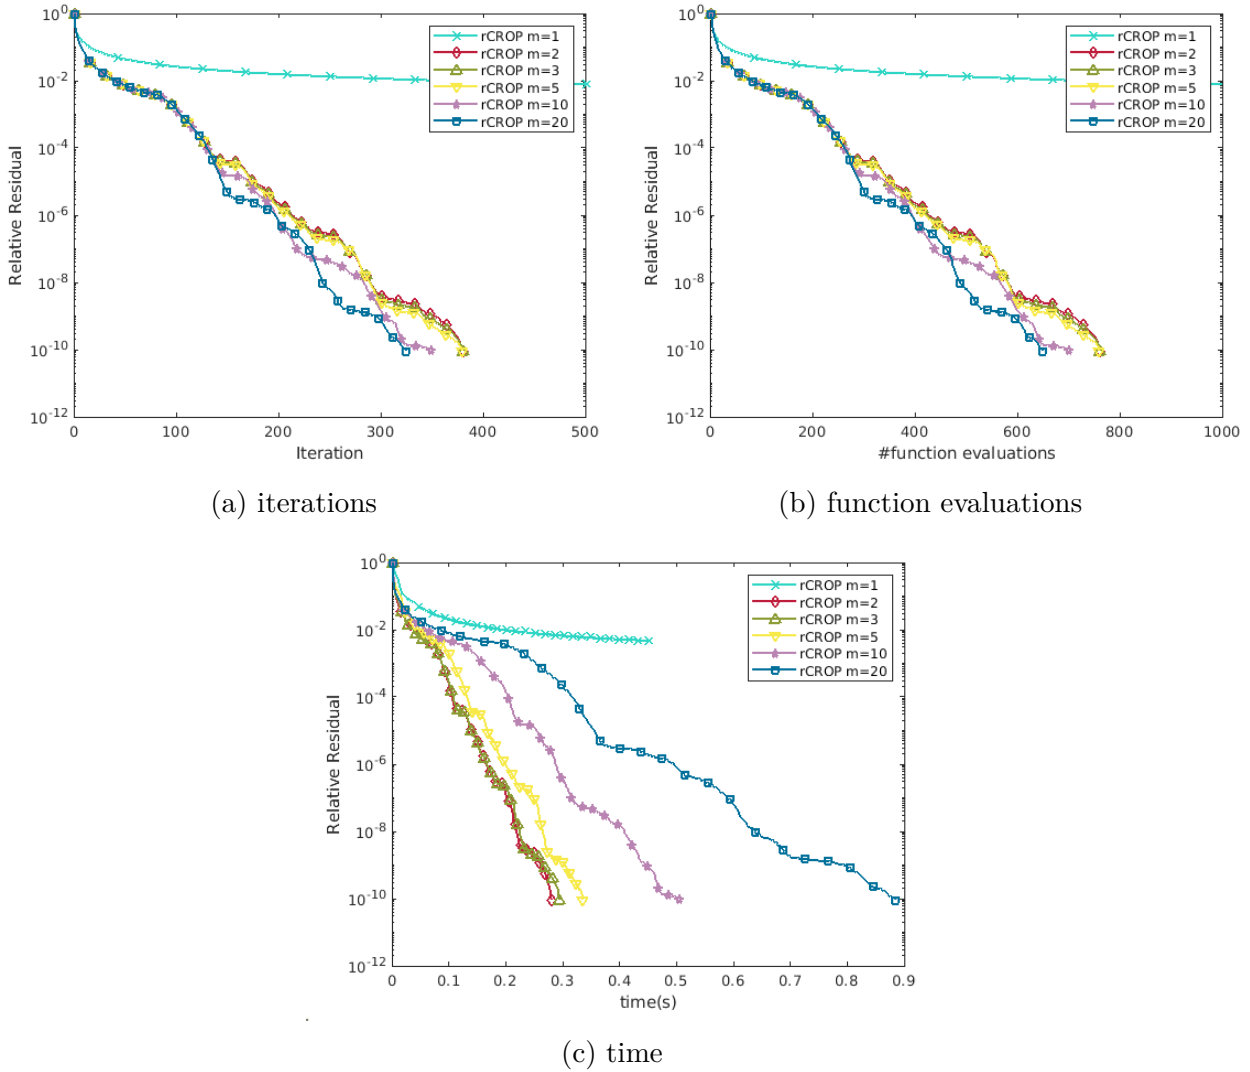 10^0
10^-2
10^-4
10^-6
10^-8
10^-10
10^-12
Relative Residual
0 100 200 300 400 500
Iteration
rCROP m=1
rCROP m=2
rCROP m=3
rCROP m=5
rCROP m=10
rCROP m=20
(a) iterations
10^0
10^-2
10^-4
10^-6
10^-8
10^-10
10^-12
Relative Residual
0 200 400 600 800 1000
#function evaluations
rCROP m=1
rCROP m=2
rCROP m=3
rCROP m=5
rCROP m=10
rCROP m=20
(b) function evaluations
10^0
10^-2
10^-4
10^-6
10^-8
10^-10
10^-12
Relative Residual
0 0.1 0.2 0.3 0.4 0.5 0.6 0.7 0.8 0.9
time(s)
rCROP m=1
rCROP m=2
rCROP m=3
rCROP m=5
rCROP m=10
rCROP m=20
(c) time